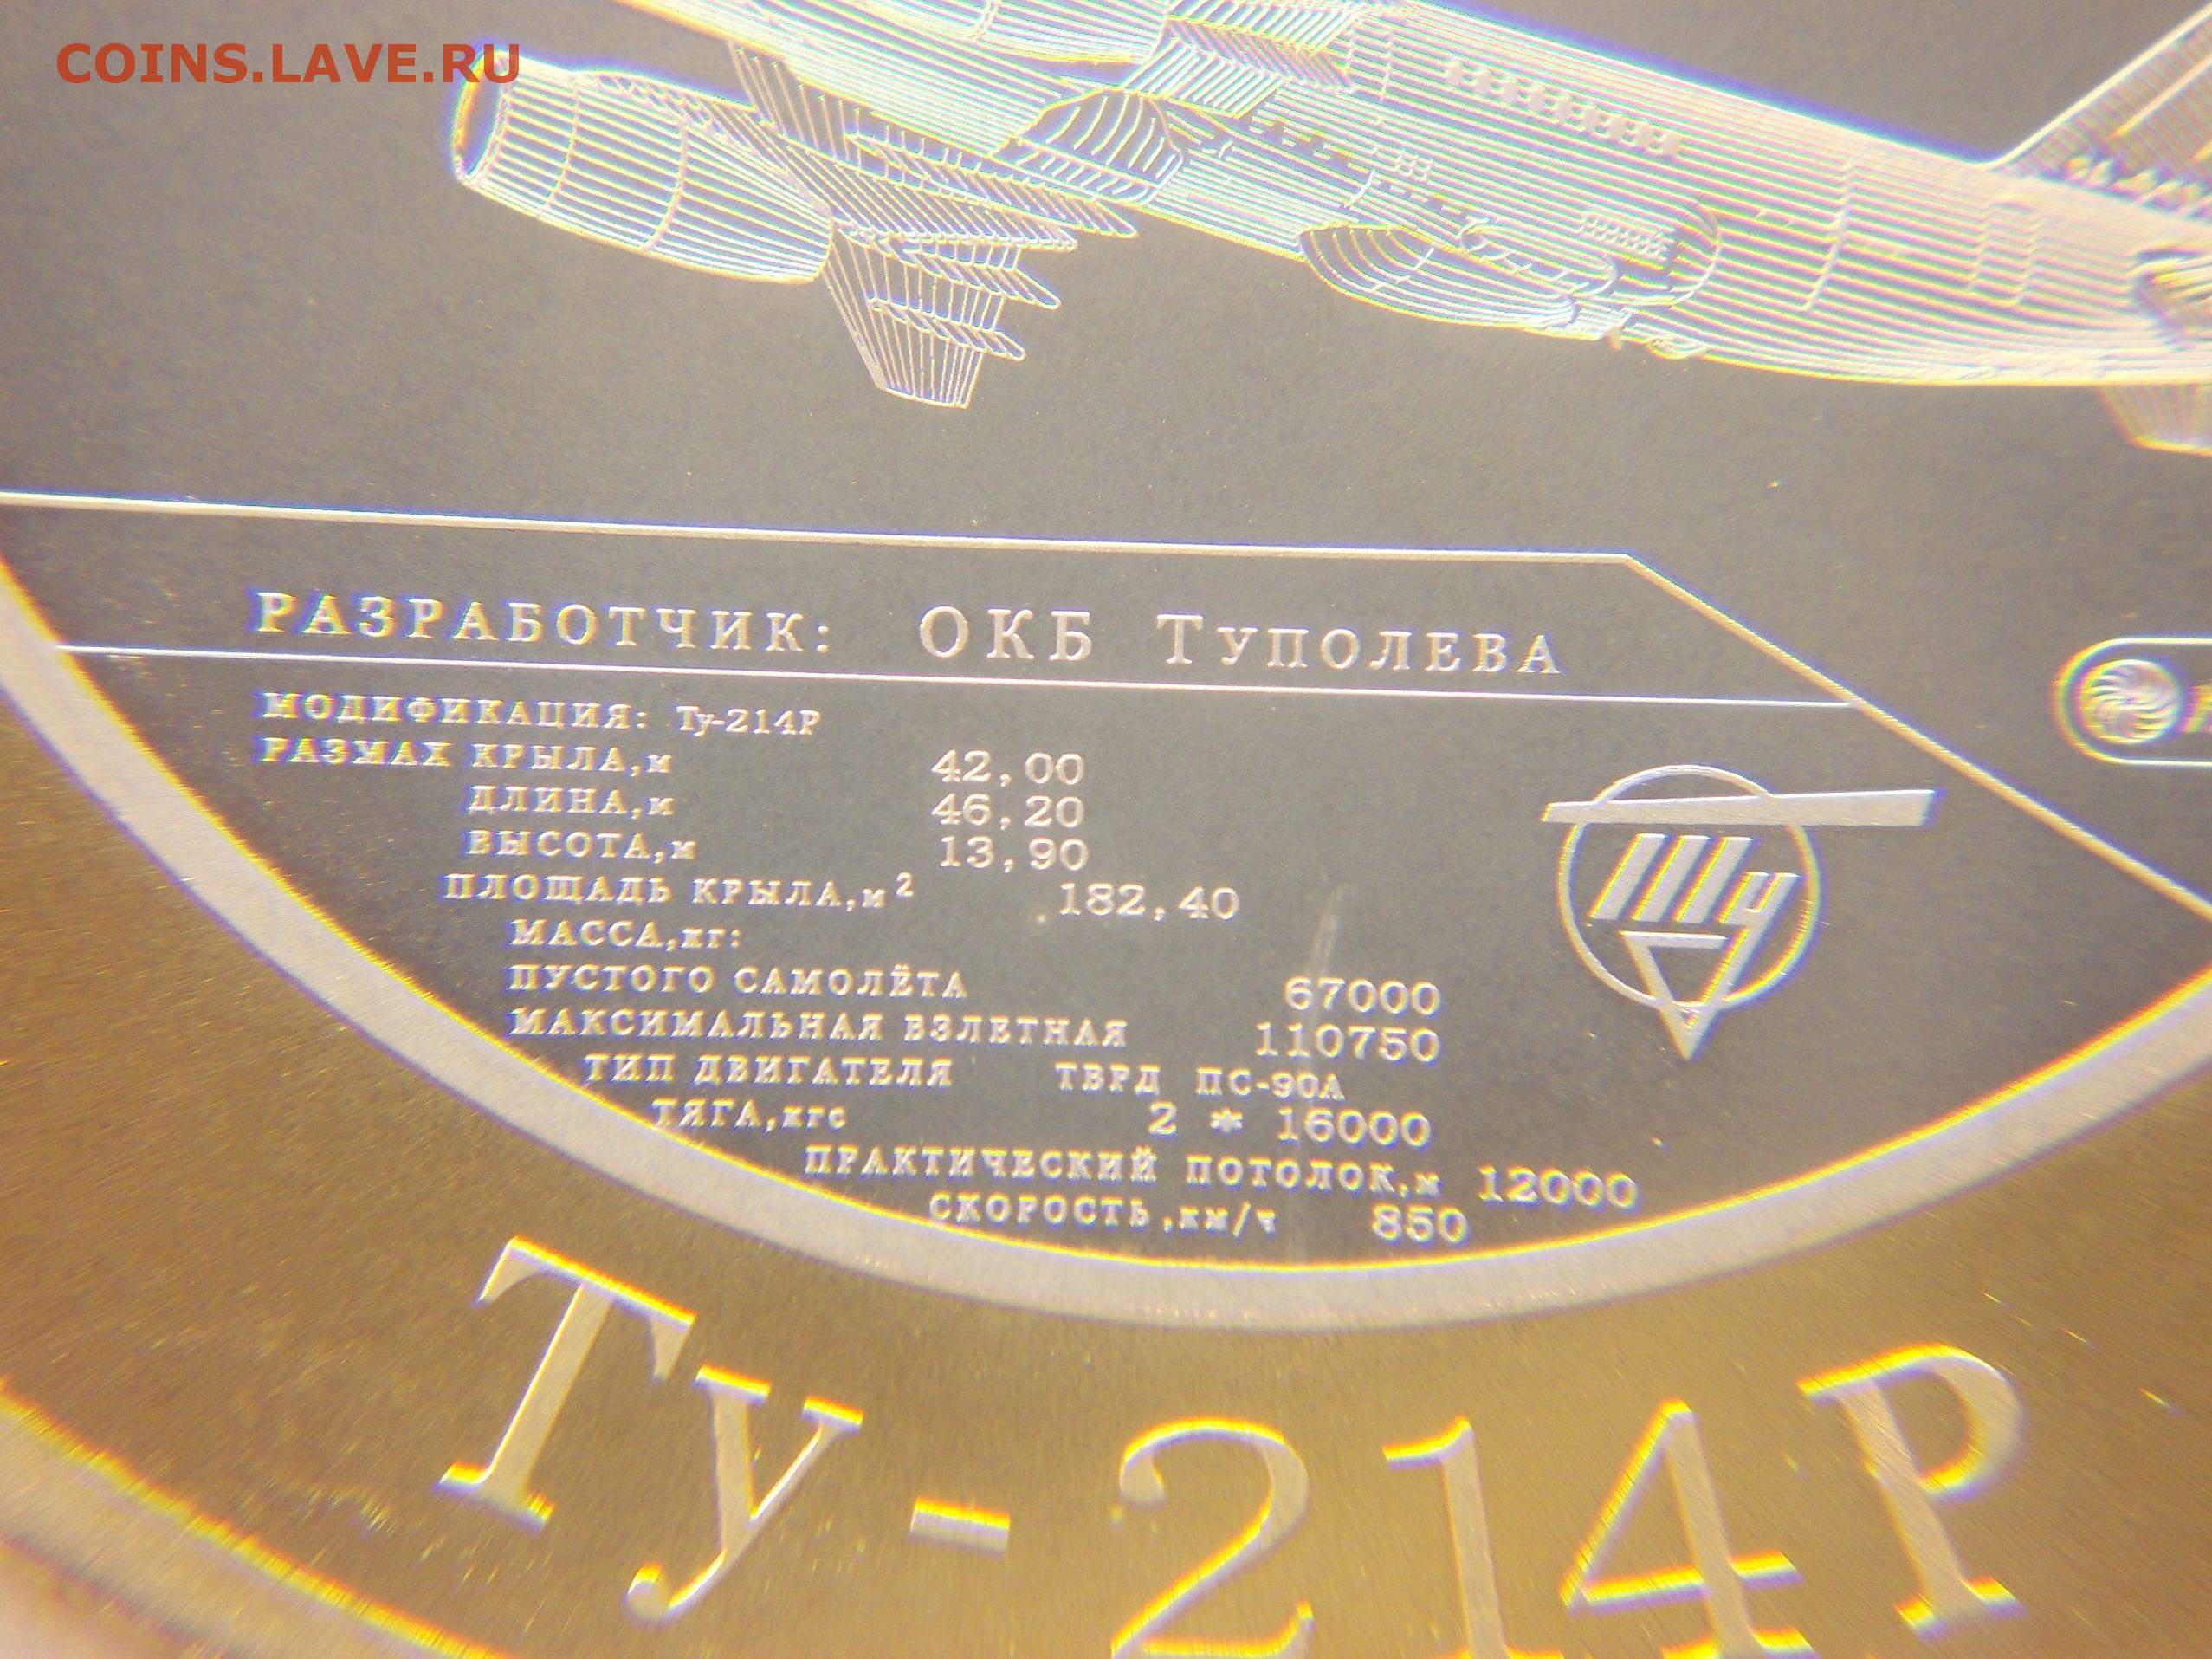 COINS.LAVE.RU
РАЗРАБОТЧИК: ОКБ ТУПОЛЕВА
МОДИФИКАЦИЯ: Ту-214Р
РАЗМАХ КРЫЛА,м 42,00
ДЛИНА,м 46,20
ВЫСОТА,м 13,90
ПЛОЩАДЬ КРЫЛА,м² 182,40
МАССА,кг:
ПУСТОГО САМОЛЁТА 67000
МАКСИМАЛЬНАЯ ВЗЛЕТНАЯ 110750
ТИП ДВИГАТЕЛЯ ТВРД ПС-90А
ТЯГА,кгс 2 * 16000
ПРАКТИЧЕСКИЙ ПОТОЛОК,м 12000
СКОРОСТЬ,км/ч 850
Ту
Ту-214Р